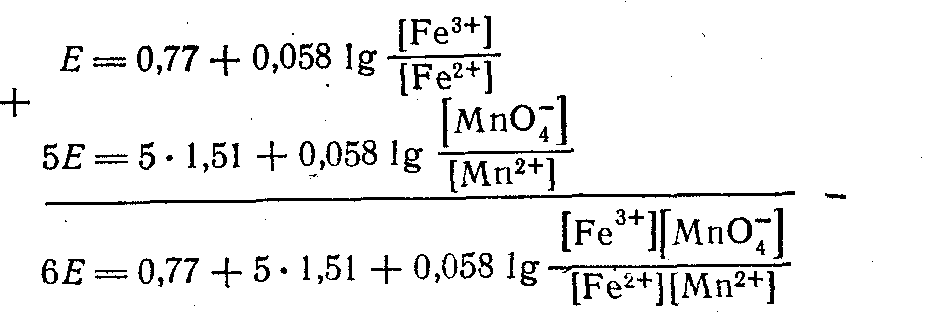 E = 0,77 + 0,058 lg [Fe³⁺]/[Fe²⁺]
+
5E = 5 · 1,51 + 0,058 lg [MnO₄⁻]/[Mn²⁺]
6E = 0,77 + 5 · 1,51 + 0,058 lg [Fe³⁺][MnO₄⁻]/[Fe²⁺][Mn²⁺]